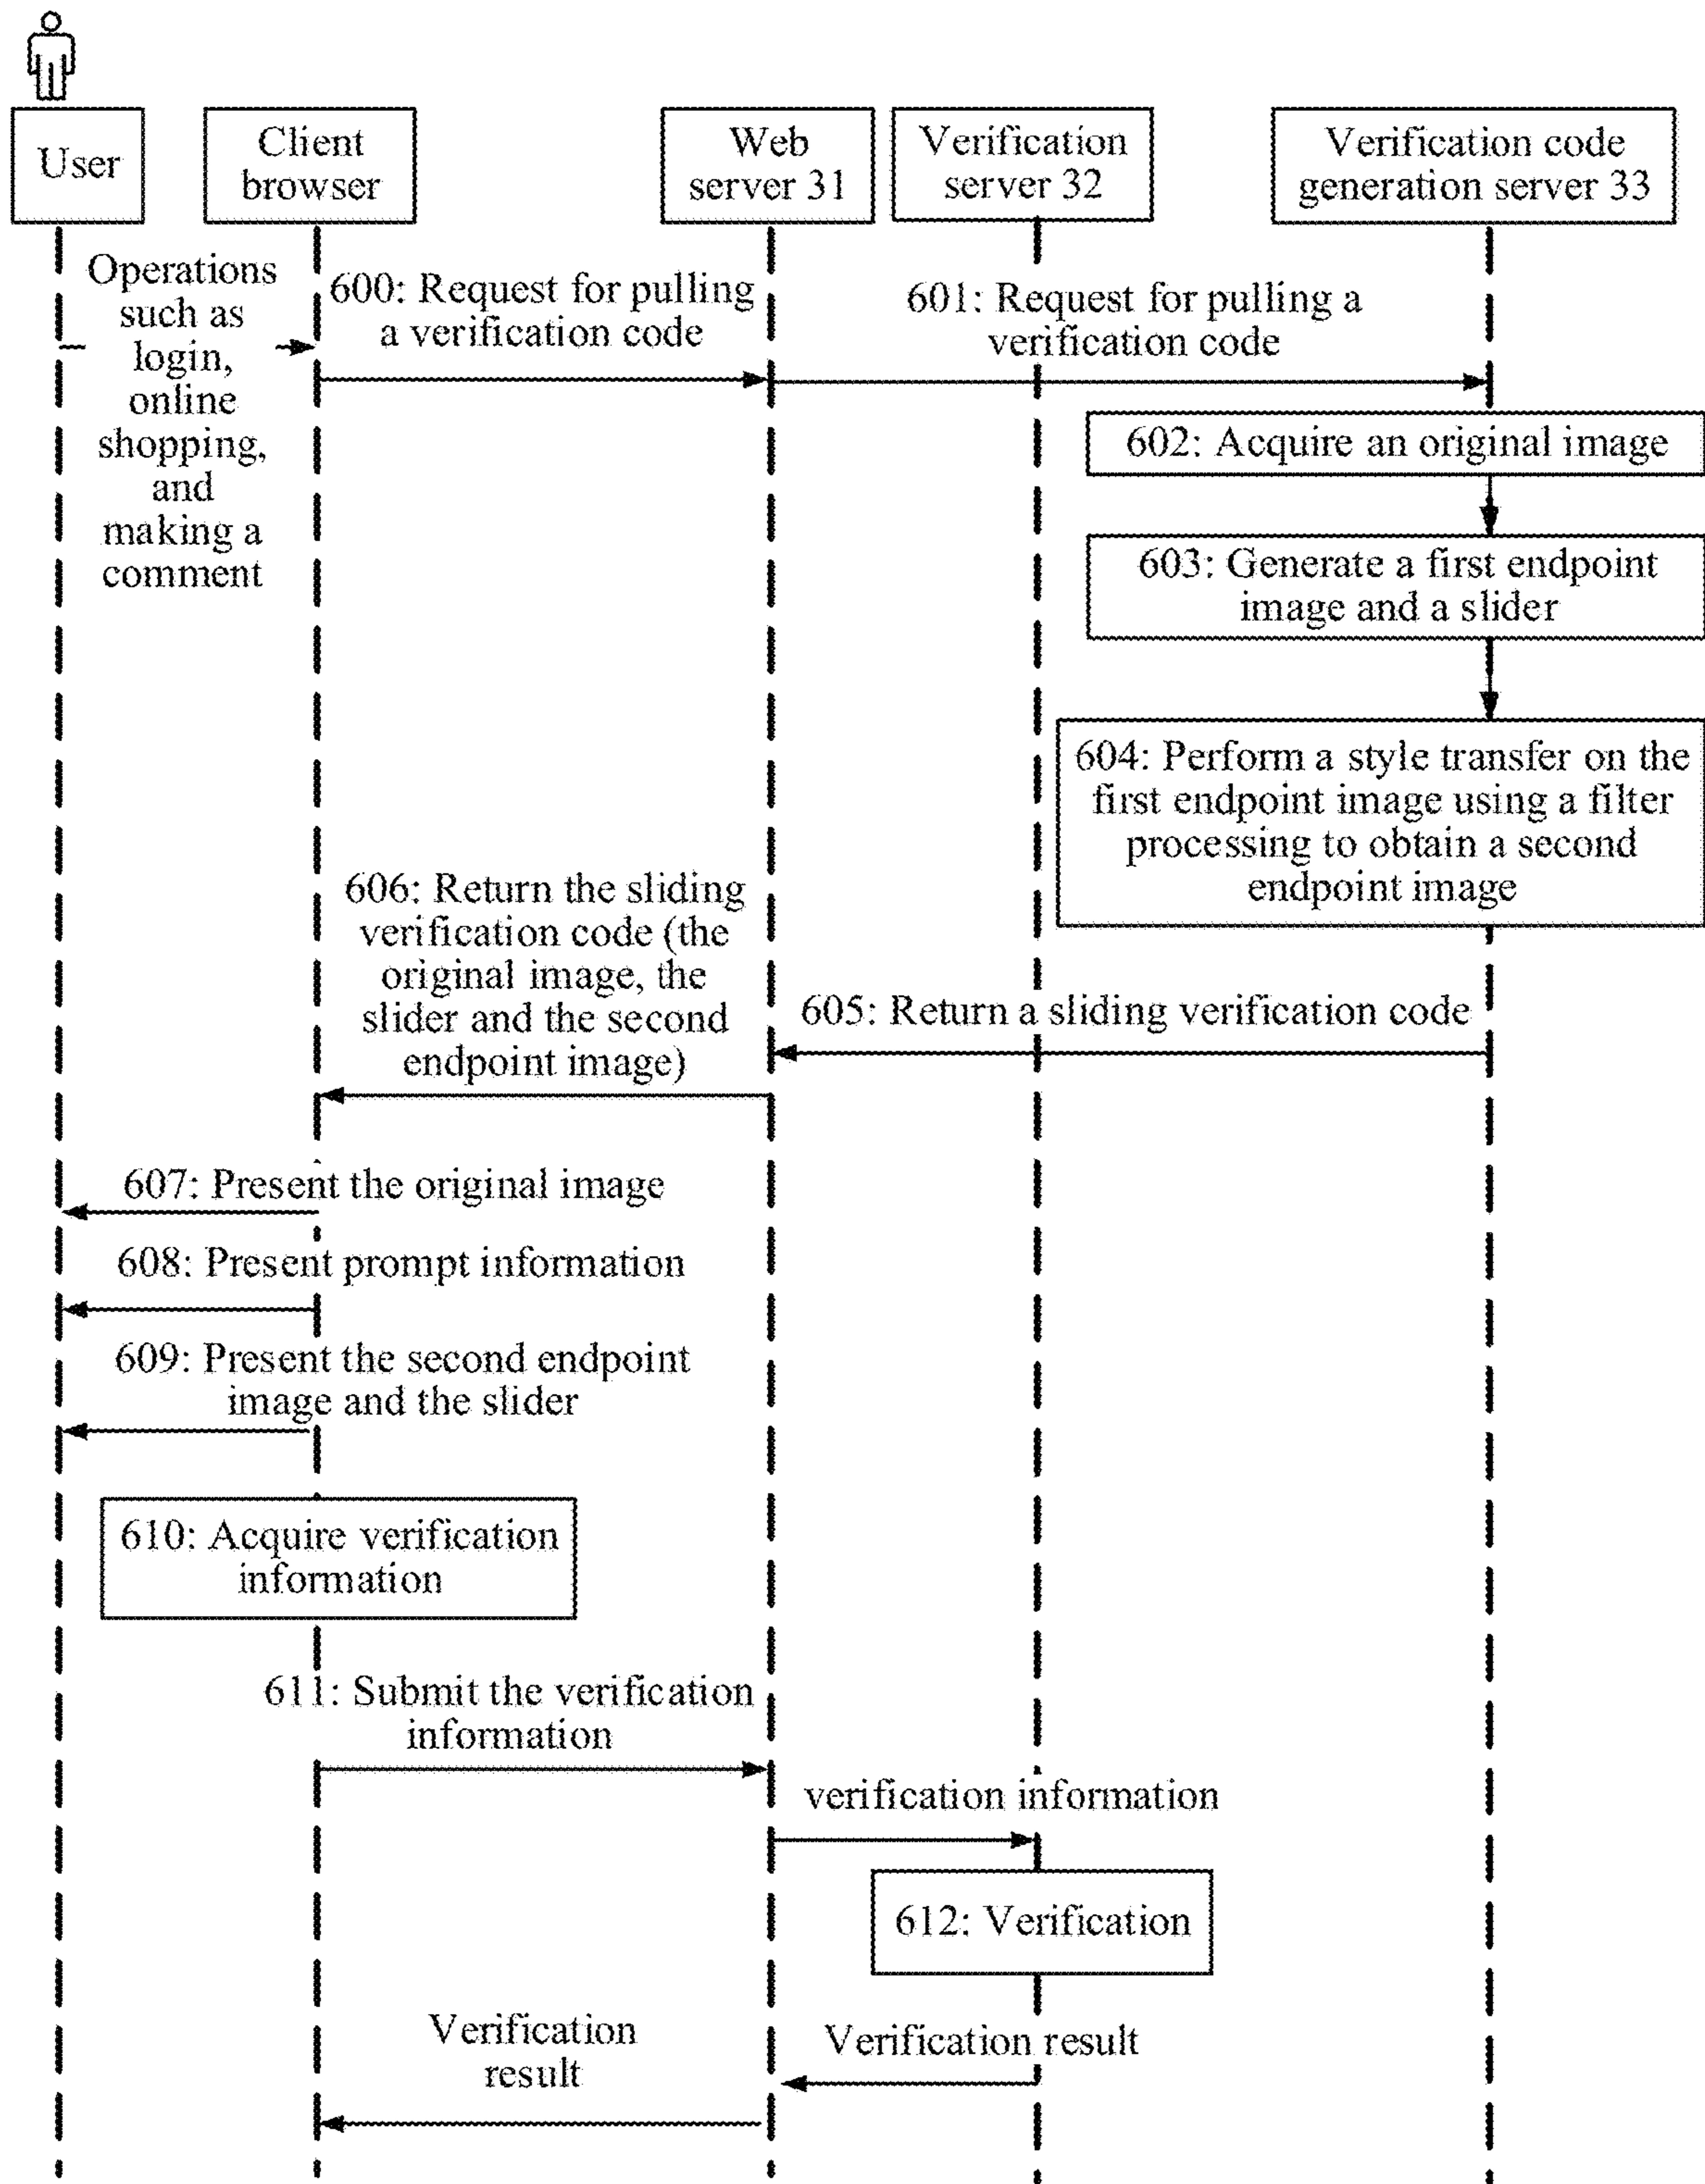 User
Client
browser
Web
server 31
Verification
server 32
Verification code
generation server 33
Operations
such as
login,
online
shopping,
and
making a
comment
600: Request for pulling
a verification code
601: Request for pulling a
verification code
602: Acquire an original image
603: Generate a first endpoint
image and a slider
604: Perform a style transfer on the
first endpoint image using a filter
processing to obtain a second
endpoint image
605: Return a sliding verification code
606: Return the sliding
verification code (the
original image, the
slider and the second
endpoint image)
607: Present the original image
608: Present prompt information
609: Present the second endpoint
image and the slider
610: Acquire verification
information
611: Submit the verification
information
verification information
612: Verification
Verification result
Verification
result